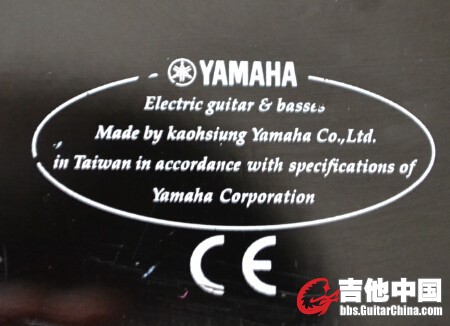 YAMAHA
Electric guitar & basses
Made by kaohsiung Yamaha Co.,Ltd.
in Taiwan in accordance with specifications of
Yamaha Corporation
CE
吉他中国
bbs.GuitarChina.com